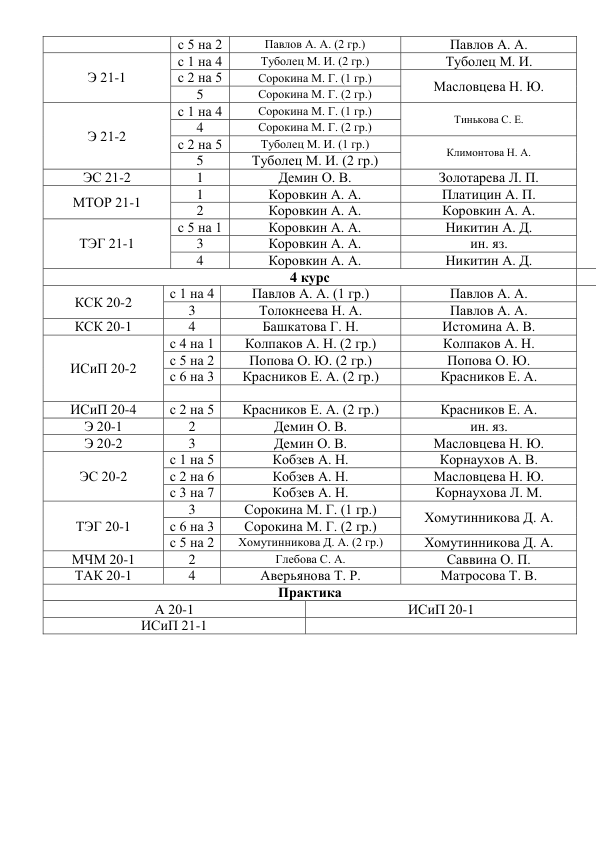 с 5 на 2 Павлов А. А. (2 гр.) Павлов А. А.
Э 21-1 с 1 на 4 Туболец М. И. (2 гр.) Туболец М. И.
с 2 на 5 Сорокина М. Г. (1 гр.) Масловцева Н. Ю.
5 Сорокина М. Г. (2 гр.)
Э 21-2 с 1 на 4 Сорокина М. Г. (1 гр.) Тинькова С. Е.
4 Сорокина М. Г. (2 гр.)
с 2 на 5 Туболец М. И. (1 гр.) Климонтова Н. А.
5 Туболец М. И. (2 гр.)
ЭС 21-2 1 Демин О. В. Золотарева Л. П.
МТОР 21-1 1 Коровкин А. А. Платицин А. П.
2 Коровкин А. А. Коровкин А. А.
ТЭГ 21-1 с 5 на 1 Коровкин А. А. Никитин А. Д.
3 Коровкин А. А. ин. яз.
4 Коровкин А. А. Никитин А. Д.
4 курс
КСК 20-2 с 1 на 4 Павлов А. А. (1 гр.) Павлов А. А.
3 Толокнеева Н. А. Павлов А. А.
КСК 20-1 4 Башкатова Г. Н. Истомина А. В.
ИСиП 20-2 с 4 на 1 Колпаков А. Н. (2 гр.) Колпаков А. Н.
с 5 на 2 Попова О. Ю. (2 гр.) Попова О. Ю.
с 6 на 3 Красников Е. А. (2 гр.) Красников Е. А.
ИСиП 20-4 с 2 на 5 Красников Е. А. (2 гр.) Красников Е. А.
Э 20-1 2 Демин О. В. ин. яз.
Э 20-2 3 Демин О. В. Масловцева Н. Ю.
ЭС 20-2 с 1 на 5 Кобзев А. Н. Корнаухов А. В.
с 2 на 6 Кобзев А. Н. Масловцева Н. Ю.
с 3 на 7 Кобзев А. Н. Корнаухова Л. М.
ТЭГ 20-1 3 Сорокина М. Г. (1 гр.) Хомутинникова Д. А.
с 6 на 3 Сорокина М. Г. (2 гр.)
с 5 на 2 Хомутинникова Д. А. (2 гр.) Хомутинникова Д. А.
МЧМ 20-1 2 Глебова С. А. Саввина О. П.
ТАК 20-1 4 Аверьянова Т. Р. Матросова Т. В.
Практика
А 20-1 ИСиП 20-1
ИСиП 21-1